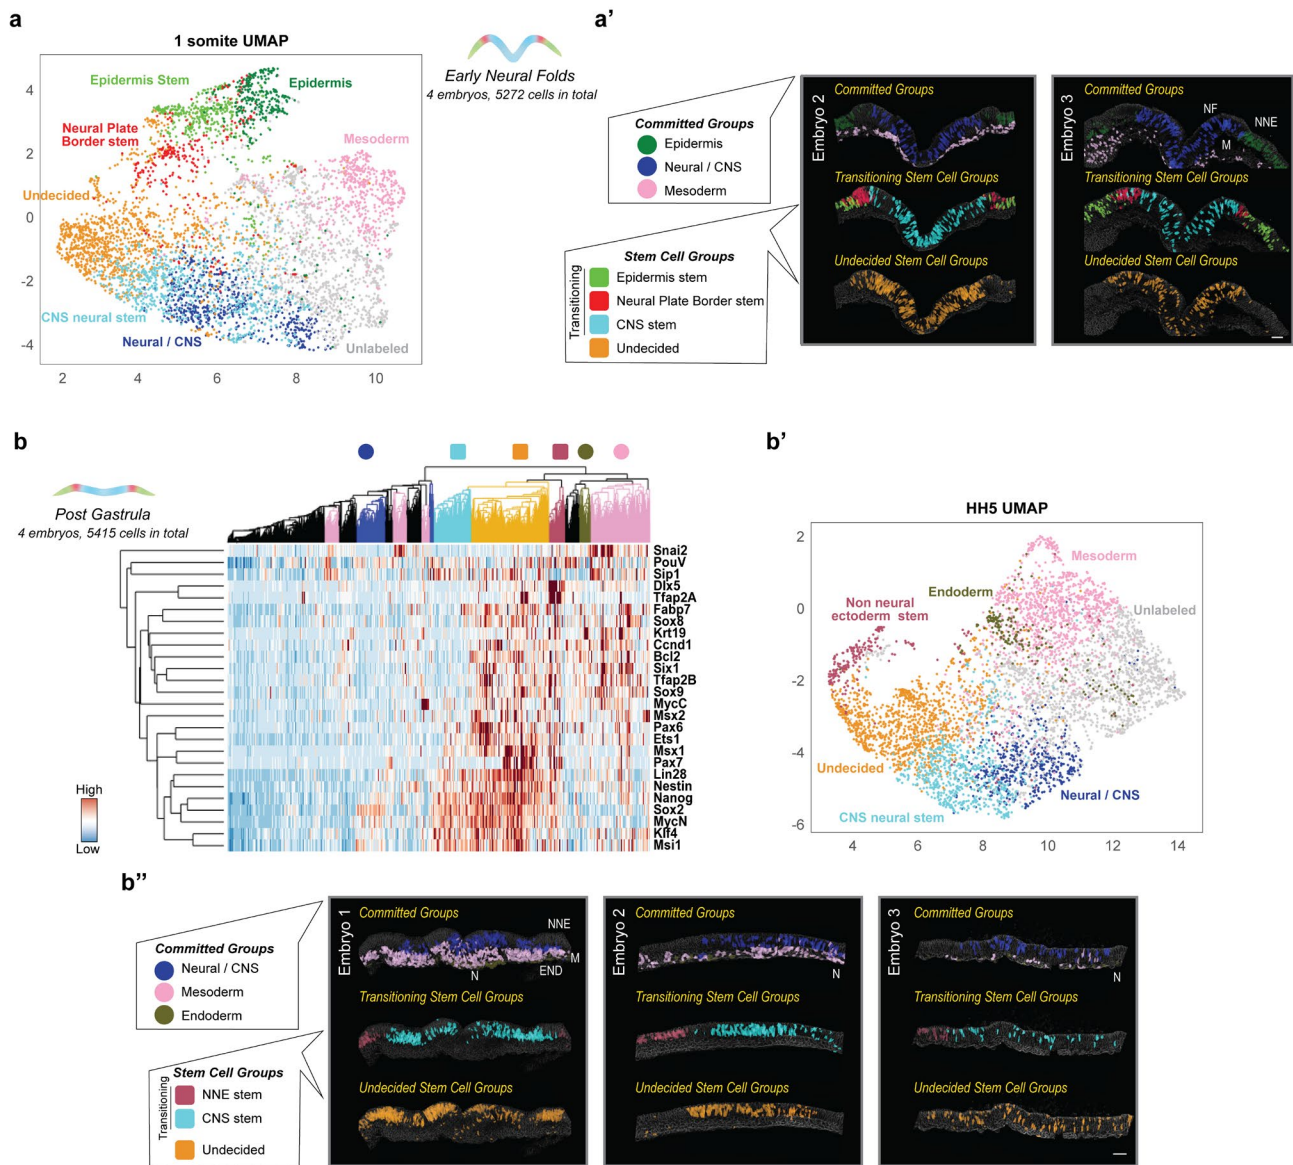 a
1 somite UMAP
Epidermis Stem
Epidermis
Neural Plate
Border stem
Mesoderm
Undecided
CNS neural stem
Neural / CNS
Unlabeled
4
2
0
-2
-4
2
4
6
8
10
Early Neural Folds
4 embryos, 5272 cells in total
a’
Committed Groups
Epidermis
Neural / CNS
Mesoderm
Stem Cell Groups
Transitioning
Epidermis stem
Neural Plate Border stem
CNS stem
Undecided
Embryo 2
Committed Groups
Transitioning Stem Cell Groups
Undecided Stem Cell Groups
Embryo 3
Committed Groups
NF
NNE
M
Transitioning Stem Cell Groups
Undecided Stem Cell Groups
b
Post Gastrula
4 embryos, 5415 cells in total
High
Low
Snai2
PouV
Sip1
Dlx5
Tfap2A
Fabp7
Sox8
Krt19
Ccnd1
Bcl2
Six1
Tfap2B
Sox9
MycC
Msx2
Pax6
Ets1
Msx1
Pax7
Lin28
Nestin
Nanog
Sox2
MycN
Klf4
Msi1
b’
HH5 UMAP
Mesoderm
Endoderm
Non neural
ectoderm stem
Unlabeled
Undecided
Neural / CNS
CNS neural stem
2
0
-2
-4
-6
4
6
8
10
12
14
b’’
Committed Groups
Neural / CNS
Mesoderm
Endoderm
Stem Cell Groups
Transitioning
NNE stem
CNS stem
Undecided
Embryo 1
Committed Groups
NNE
M
END
N
Transitioning Stem Cell Groups
Undecided Stem Cell Groups
Embryo 2
Committed Groups
N
Transitioning Stem Cell Groups
Undecided Stem Cell Groups
Embryo 3
Committed Groups
N
Transitioning Stem Cell Groups
Undecided Stem Cell Groups